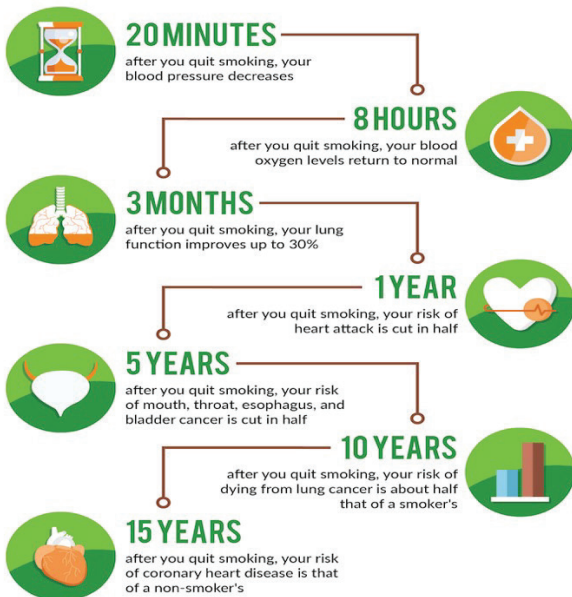 20 MINUTES
after you quit smoking, your
blood pressure decreases
8 HOURS
after you quit smoking, your blood
oxygen levels return to normal
3 MONTHS
after you quit smoking, your lung
function improves up to 30%
1 YEAR
after you quit smoking, your risk of
heart attack is cut in half
5 YEARS
after you quit smoking, your risk
of mouth, throat, esophagus, and
bladder cancer is cut in half
10 YEARS
after you quit smoking, your risk of
dying from lung cancer is about half
that of a smoker's
15 YEARS
after you quit smoking, your risk
of coronary heart disease is that
of a non-smoker's